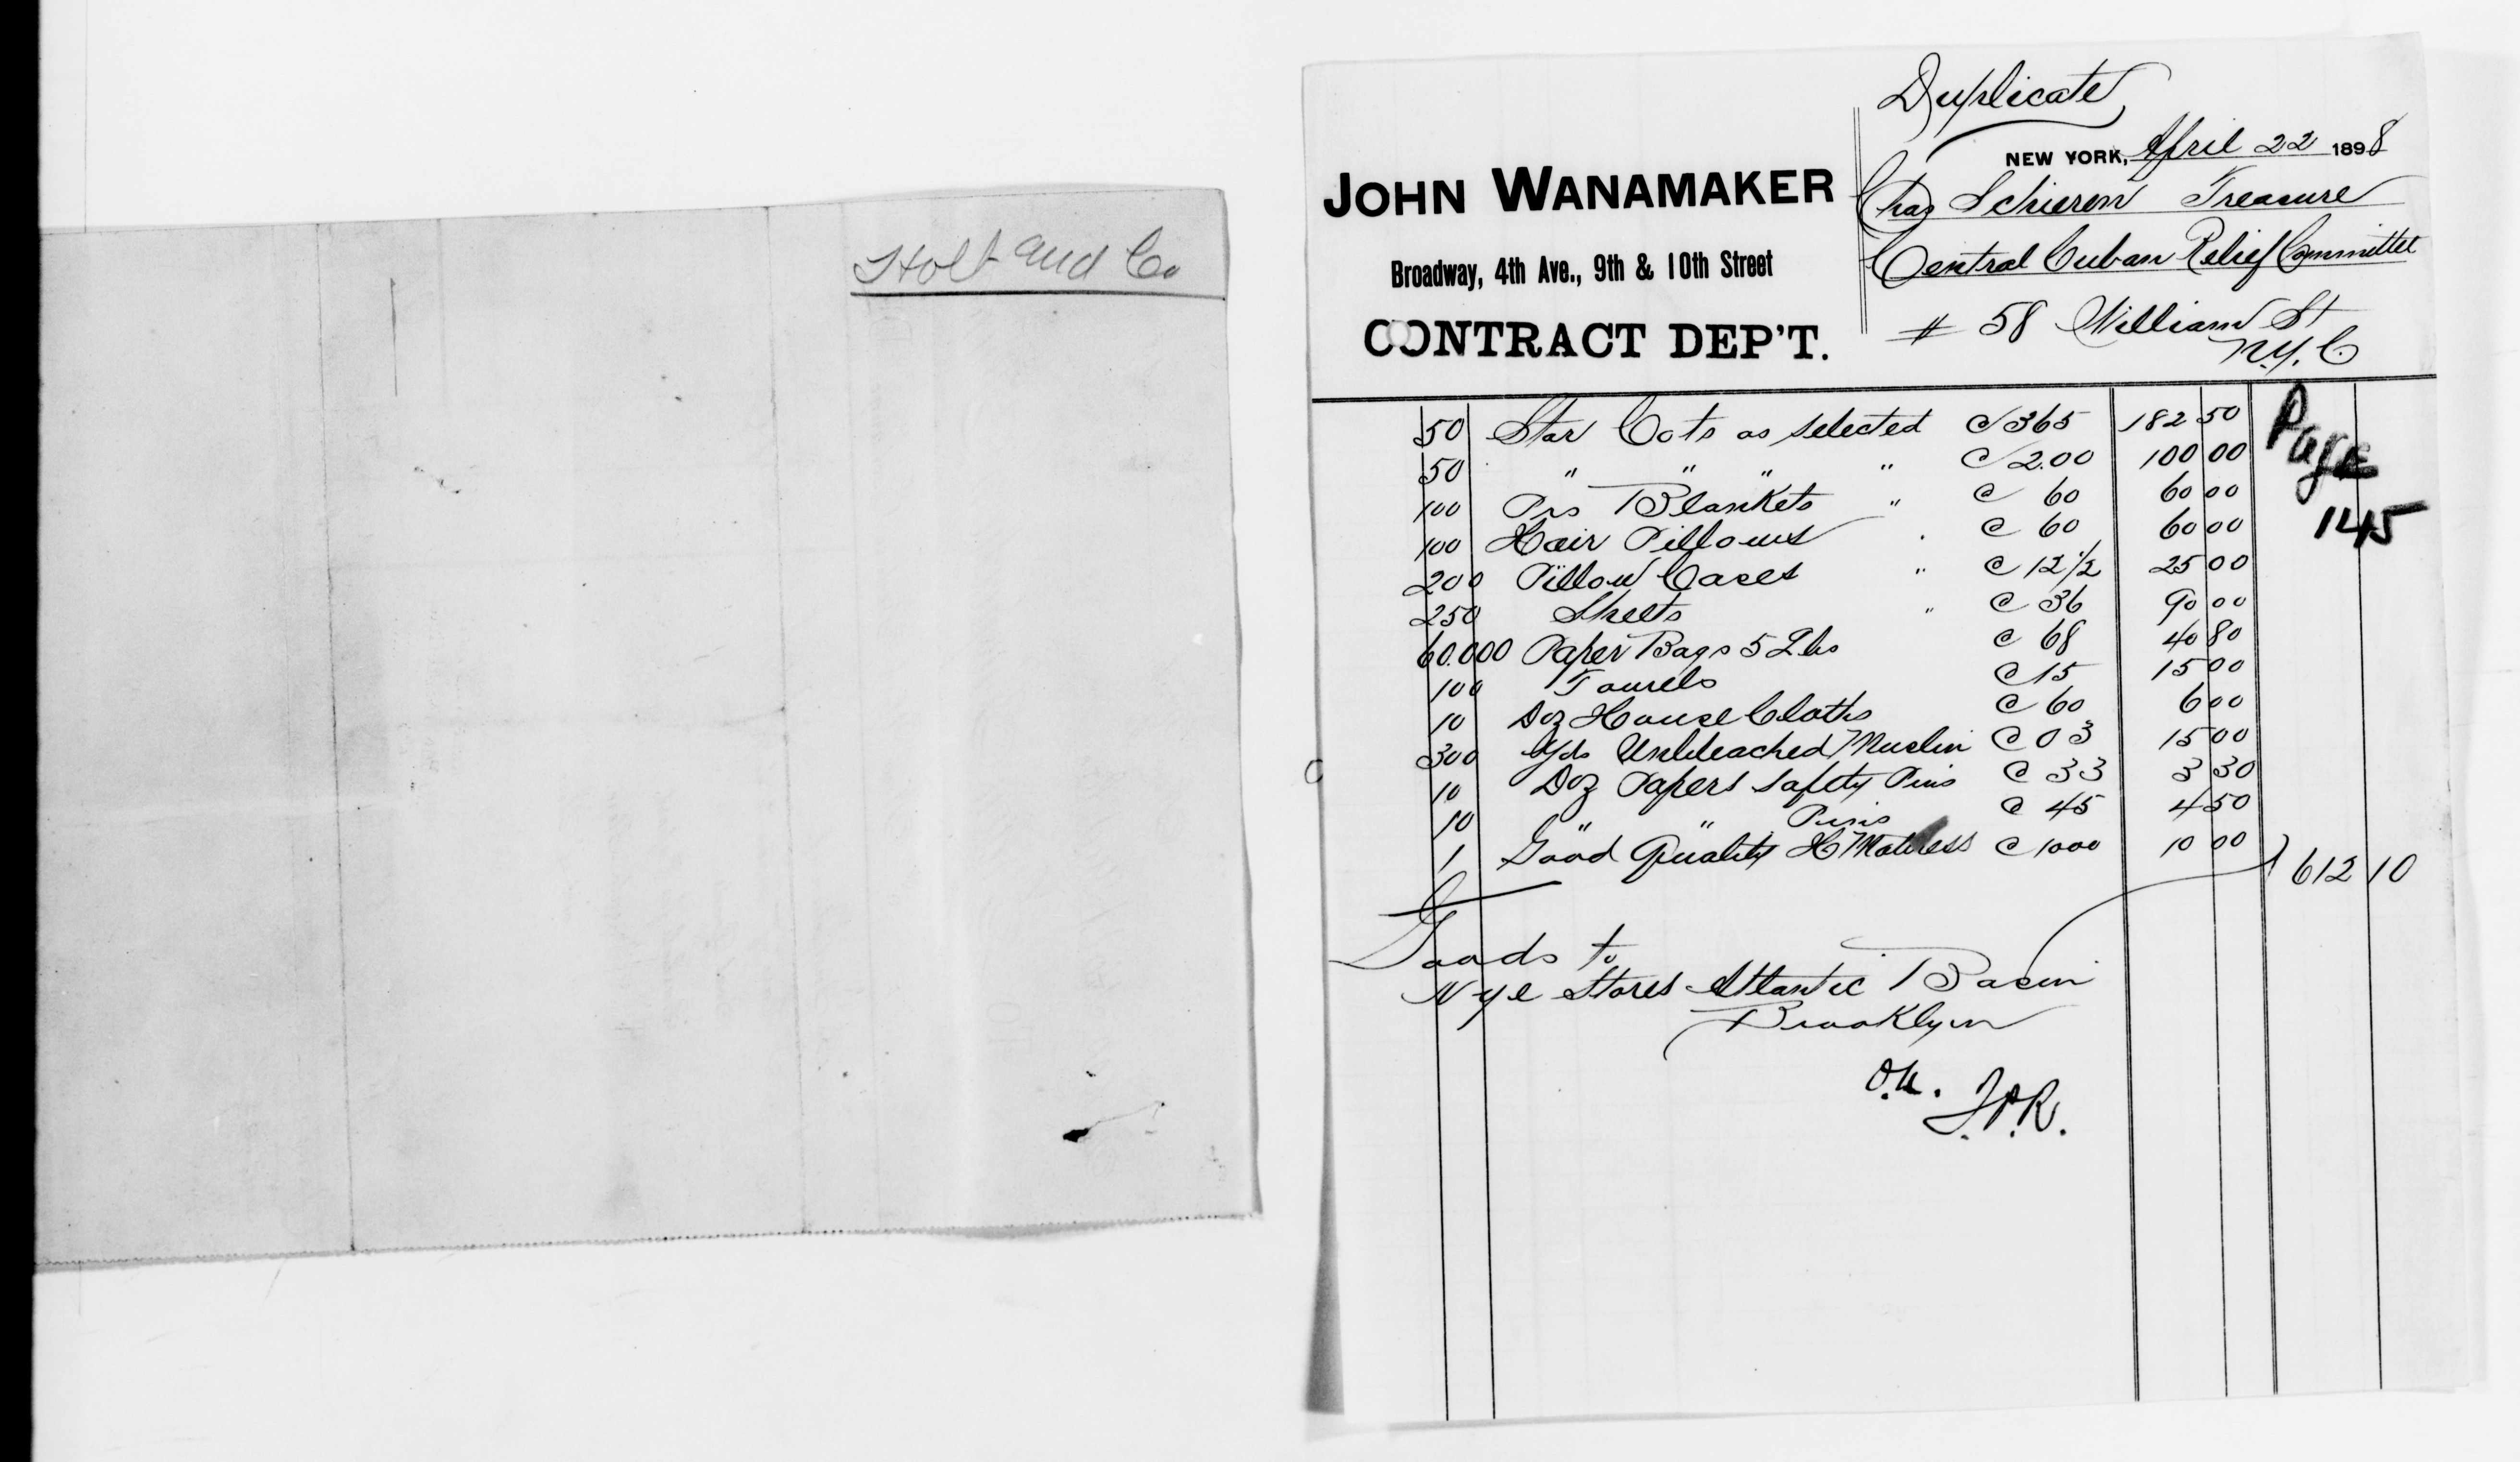 Holt and Co
Duplicate
NEW YORK, April 22 1898
JOHN WANAMAKER
Broadway, 4th Ave., 9th & 10th Street
CONTRACT DEP'T.
Chas Schieren Treasure
Central Cuban Relief Committee
# 58 William St
N.Y.C
Page
145
50 Star Cots as selected @ 365 182 50
50 " " " " @ 2.00 100 00
100 Prs Blankets " @ 60 60 00
100 Hair Pillows " @ 60 60 00
200 Pillow Cases " @ 12 1/2 25 00
250 Sheets " @ 36 90 00
60.000 Paper Bags 5 Lbs @ 68 40 80
100 Towels @ 15 15 00
10 Doz House Cloths @ 60 6 00
300 Yds Unbleached Muslin @ 03 15 00
10 Doz Papers Safety Pins @ 33 3 30
10 " " Pins @ 45 4 50
1 Good Quality H Mattress @ 1000 10 00
612 10
Goods to
Nye Stores Atlantic Basin
Brooklyn
O.K. J.P.R.